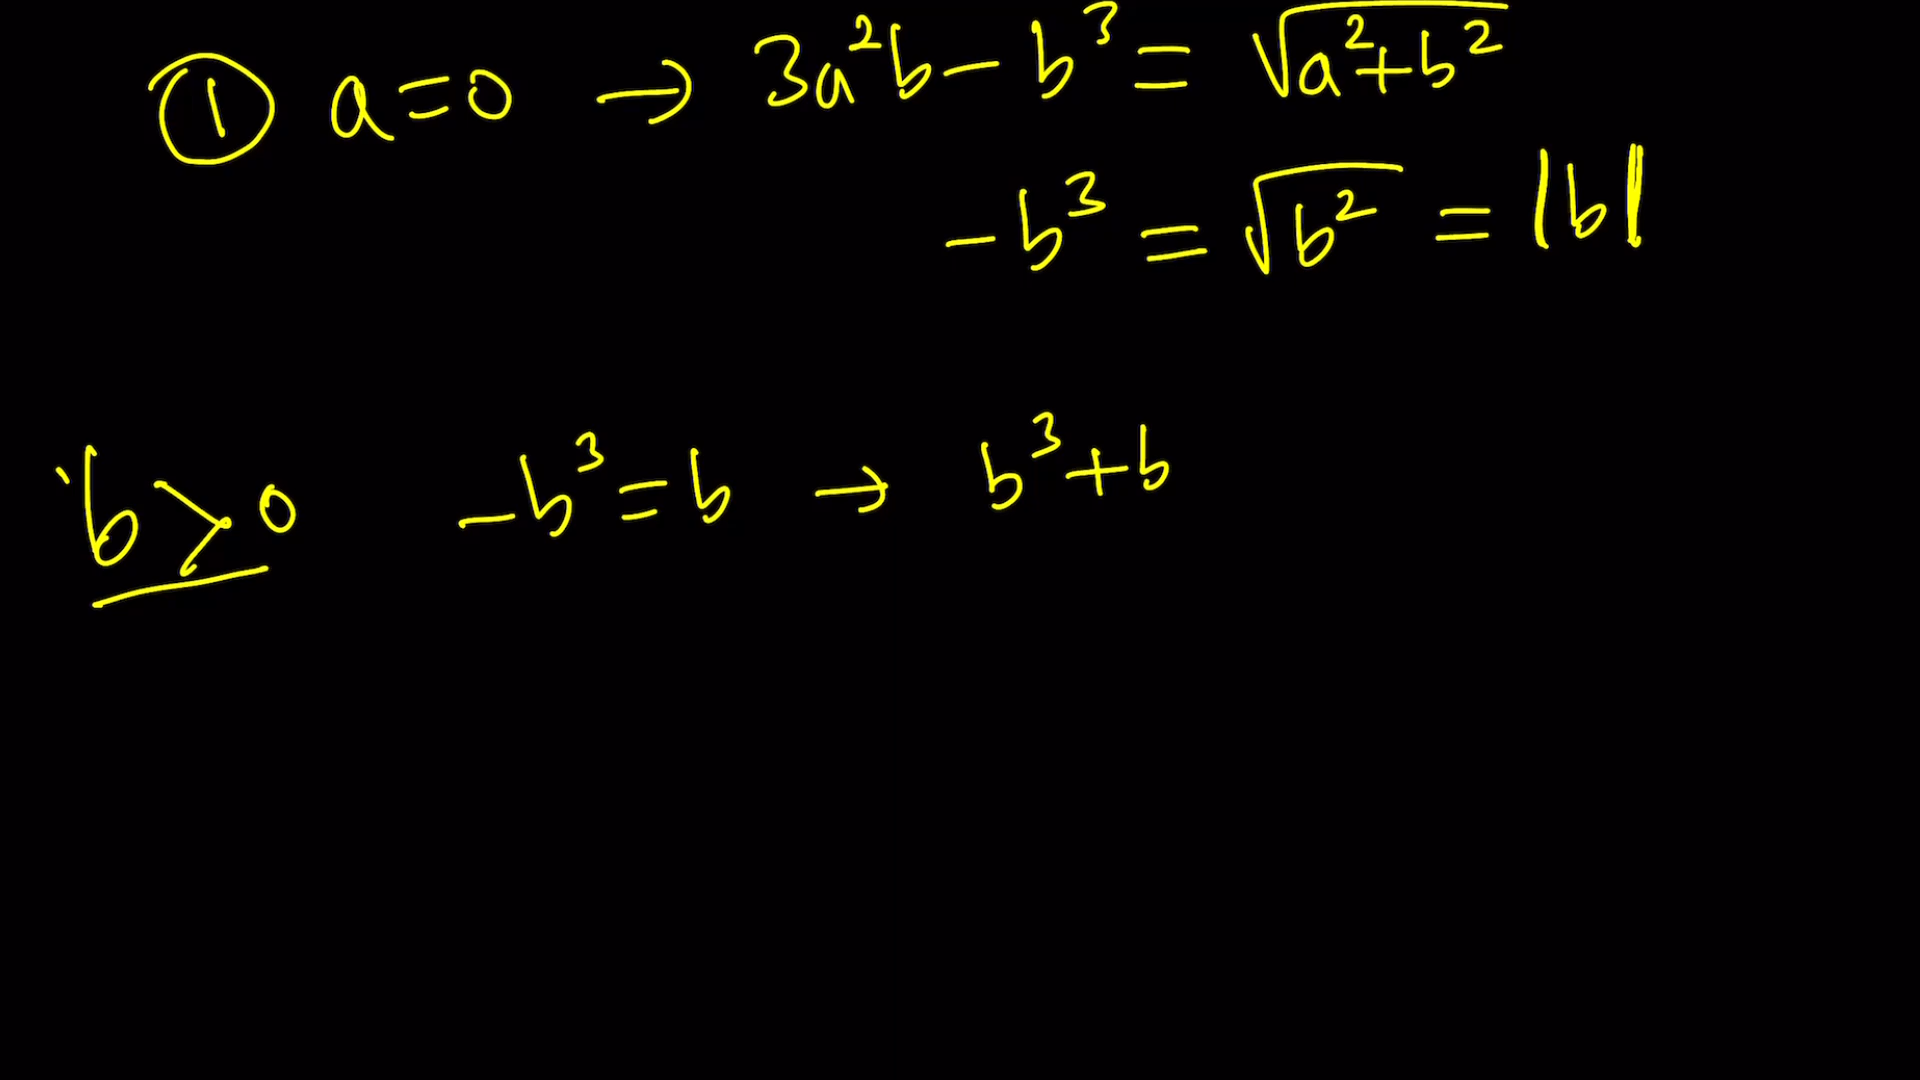 ① a=0 → 3a²b - b³ = √(a²+b²)
-b³ = √(b²) = |b|
b>0 -b³ = b → b³+b